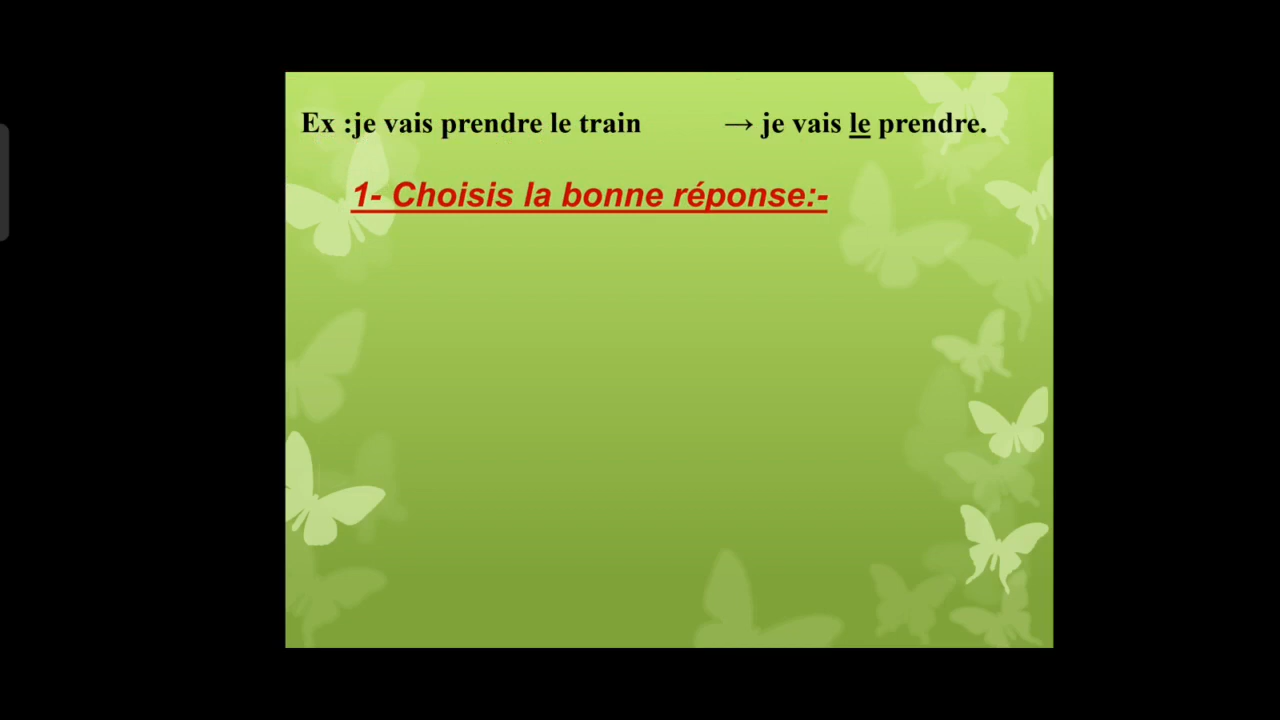 Ex :je vais prendre le train → je vais le prendre.
1- Choisis la bonne réponse:-